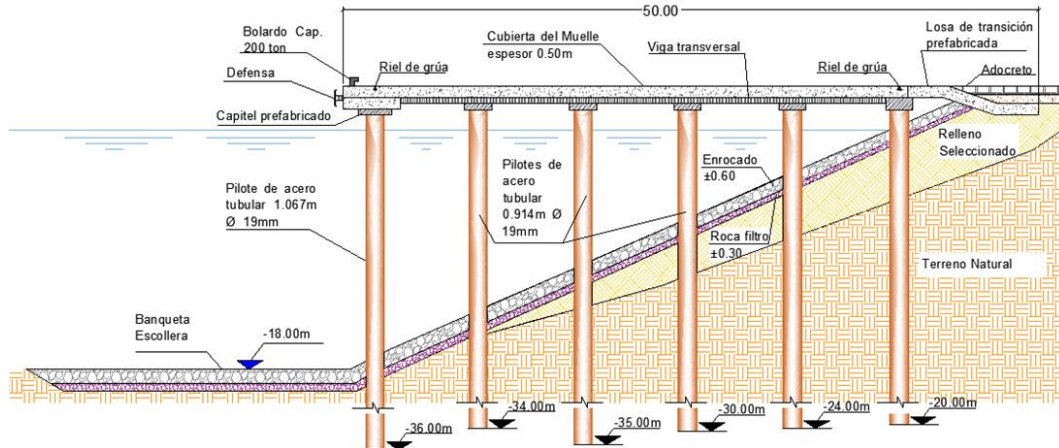 50.00
Bolardo Cap.
200 ton
Defensa
Capitel prefabricado
Riel de grúa
Cubierta del Muelle
espesor 0.50m
Viga transversal
Riel de grúa
Losa de transición
prefabricada
Adocreto
Relleno
Seleccionado
Pilote de acero
tubular 1.067m
Ø 19mm
Pilotes de
acero
tubular
0.914m Ø
19mm
Enrocado
±0.60
Roca filtro
±0.30
Terreno Natural
Banqueta
Escollera
-18.00m
-36.00m
-34.00m
-35.00m
-30.00m
-24.00m
-20.00m